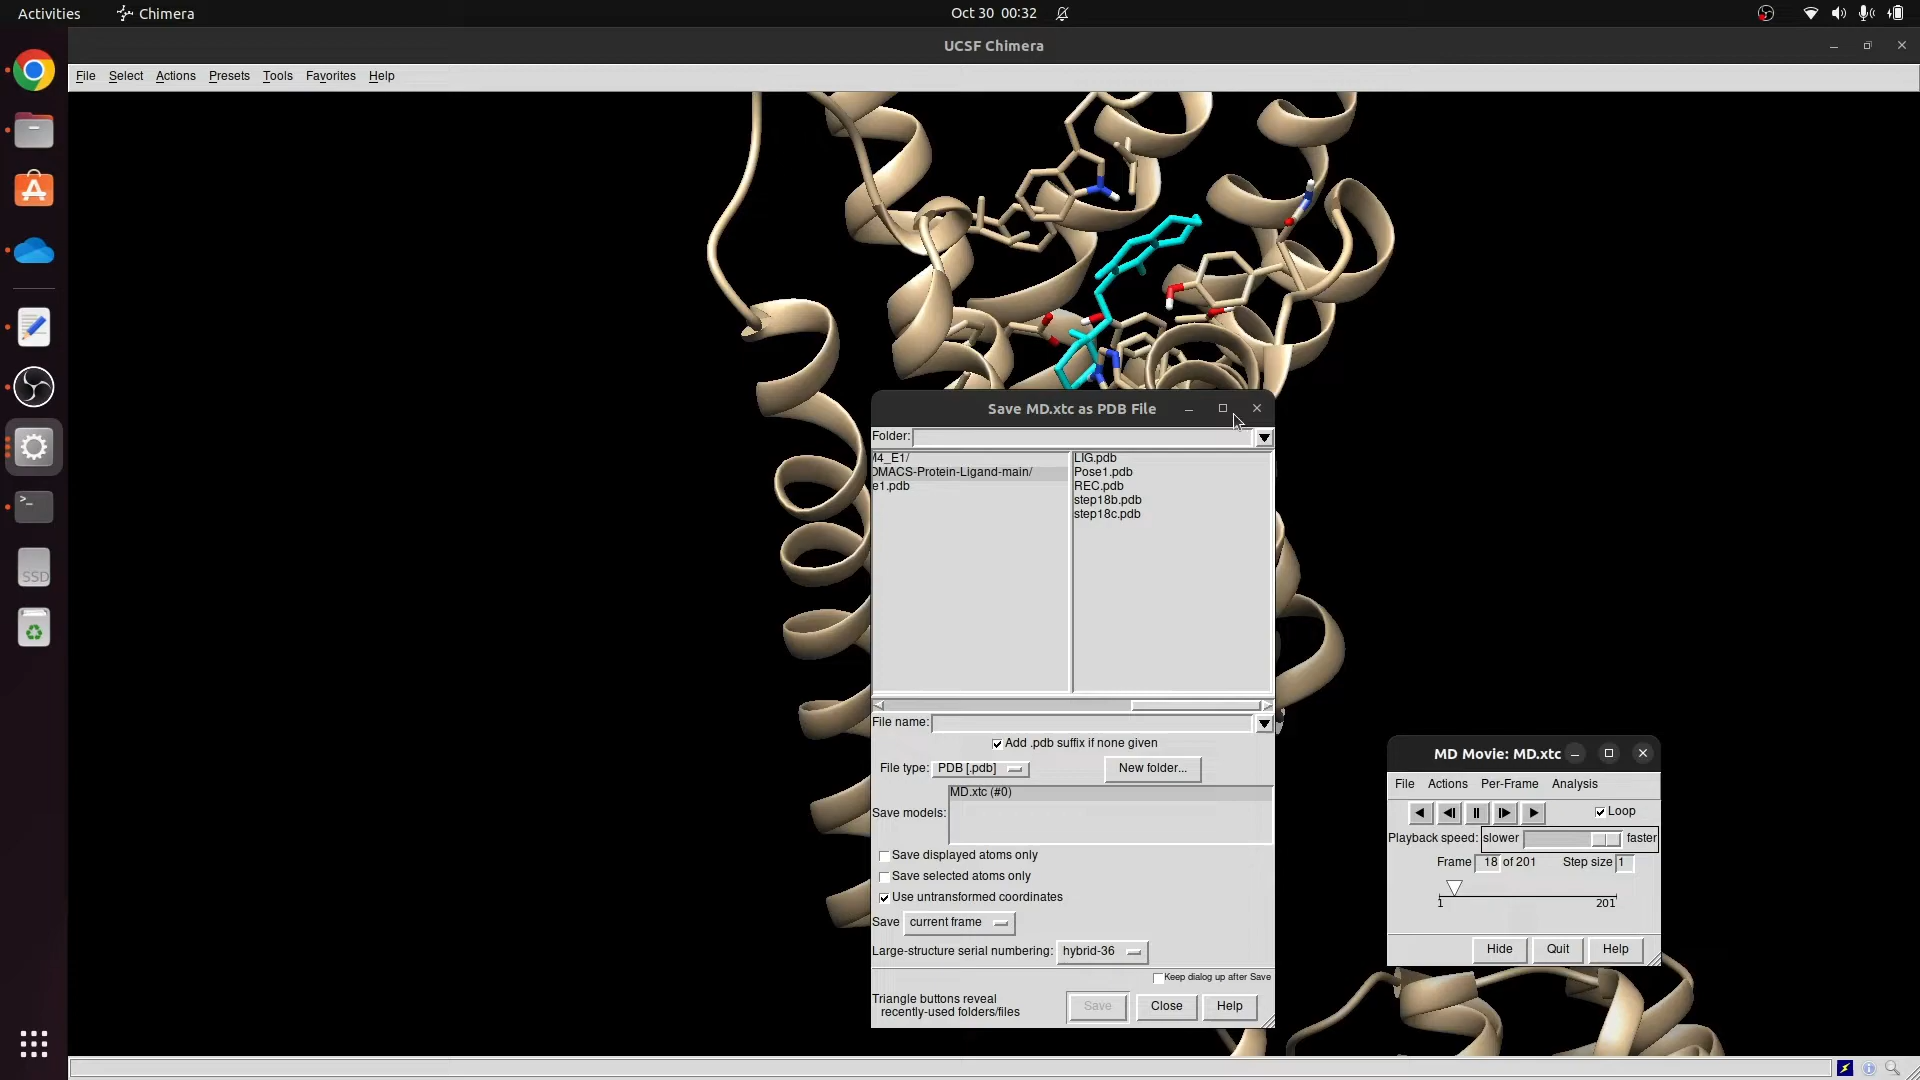 Activities
Chimera
Oct 30 00:32
UCSF Chimera
File Select Actions Presets Tools Favorites Help
Save MD.xtc as PDB File
Folder:
M4_E1/
OMACS-Protein-Ligand-main/
e1.pdb
LIG.pdb
Pose1.pdb
REC.pdb
step18b.pdb
step18c.pdb
File name:
Add .pdb suffix if none given
File type: PDB [.pdb] New folder...
Save models: MD.xtc (#0)
Save displayed atoms only
Save selected atoms only
Use untransformed coordinates
Save current frame
Large-structure serial numbering: hybrid-36
Keep dialog up after Save
Triangle buttons reveal
recently-used folders/files
Save Close Help
MD Movie: MD.xtc
File Actions Per-Frame Analysis
Loop
Playback speed: slower faster
Frame 18 of 201 Step size 1
1 201
Hide Quit Help
SSD